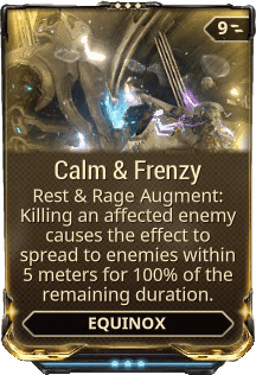 9
Calm & Frenzy
Rest & Rage Augment:
Killing an affected enemy
causes the effect to
spread to enemies within
5 meters for 100% of the
remaining duration.
EQUINOX